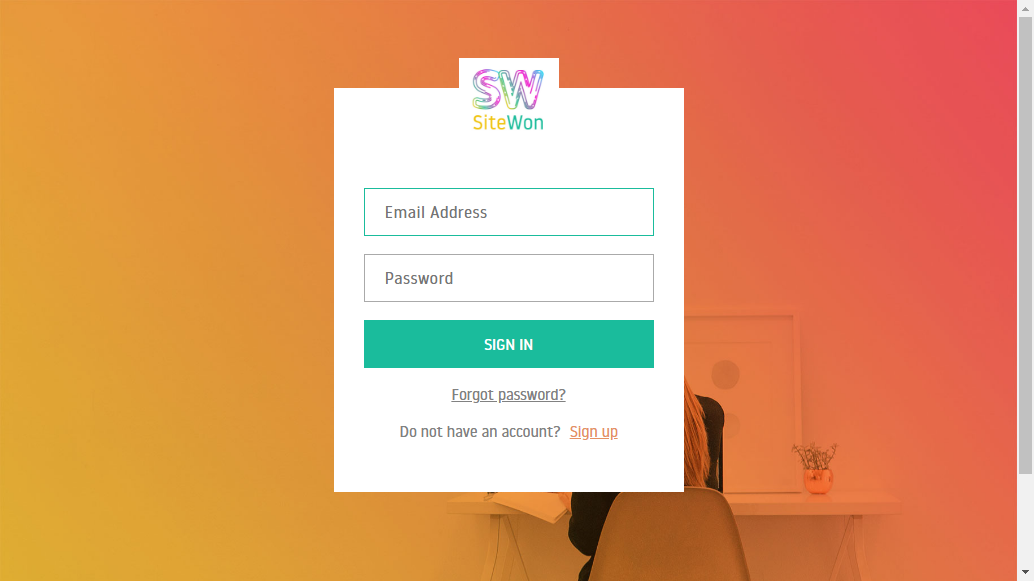 SW
SiteWon
Email Address
Password
SIGN IN
Forgot password?
Do not have an account? Sign up